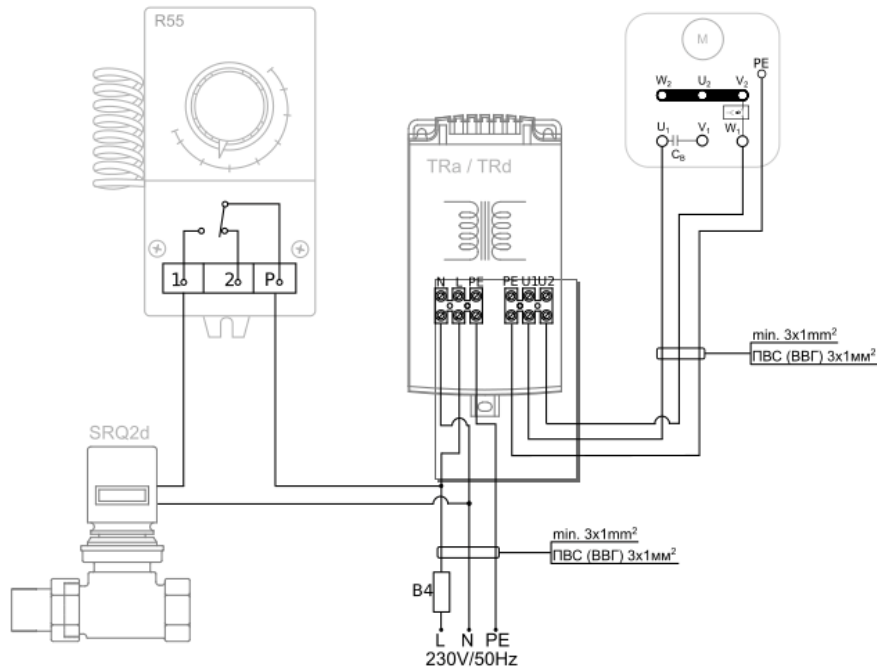 R55
1 2 P
SRQ2d
TRa / TRd
N L PE PE U1 U2
M
PE
W2 U2 V2
U1 V1 W1
CB
min. 3x1mm²
ПВС (ВВГ) 3x1мм²
min. 3x1mm²
ПВС (ВВГ) 3x1мм²
B4
L N PE
230V/50Hz